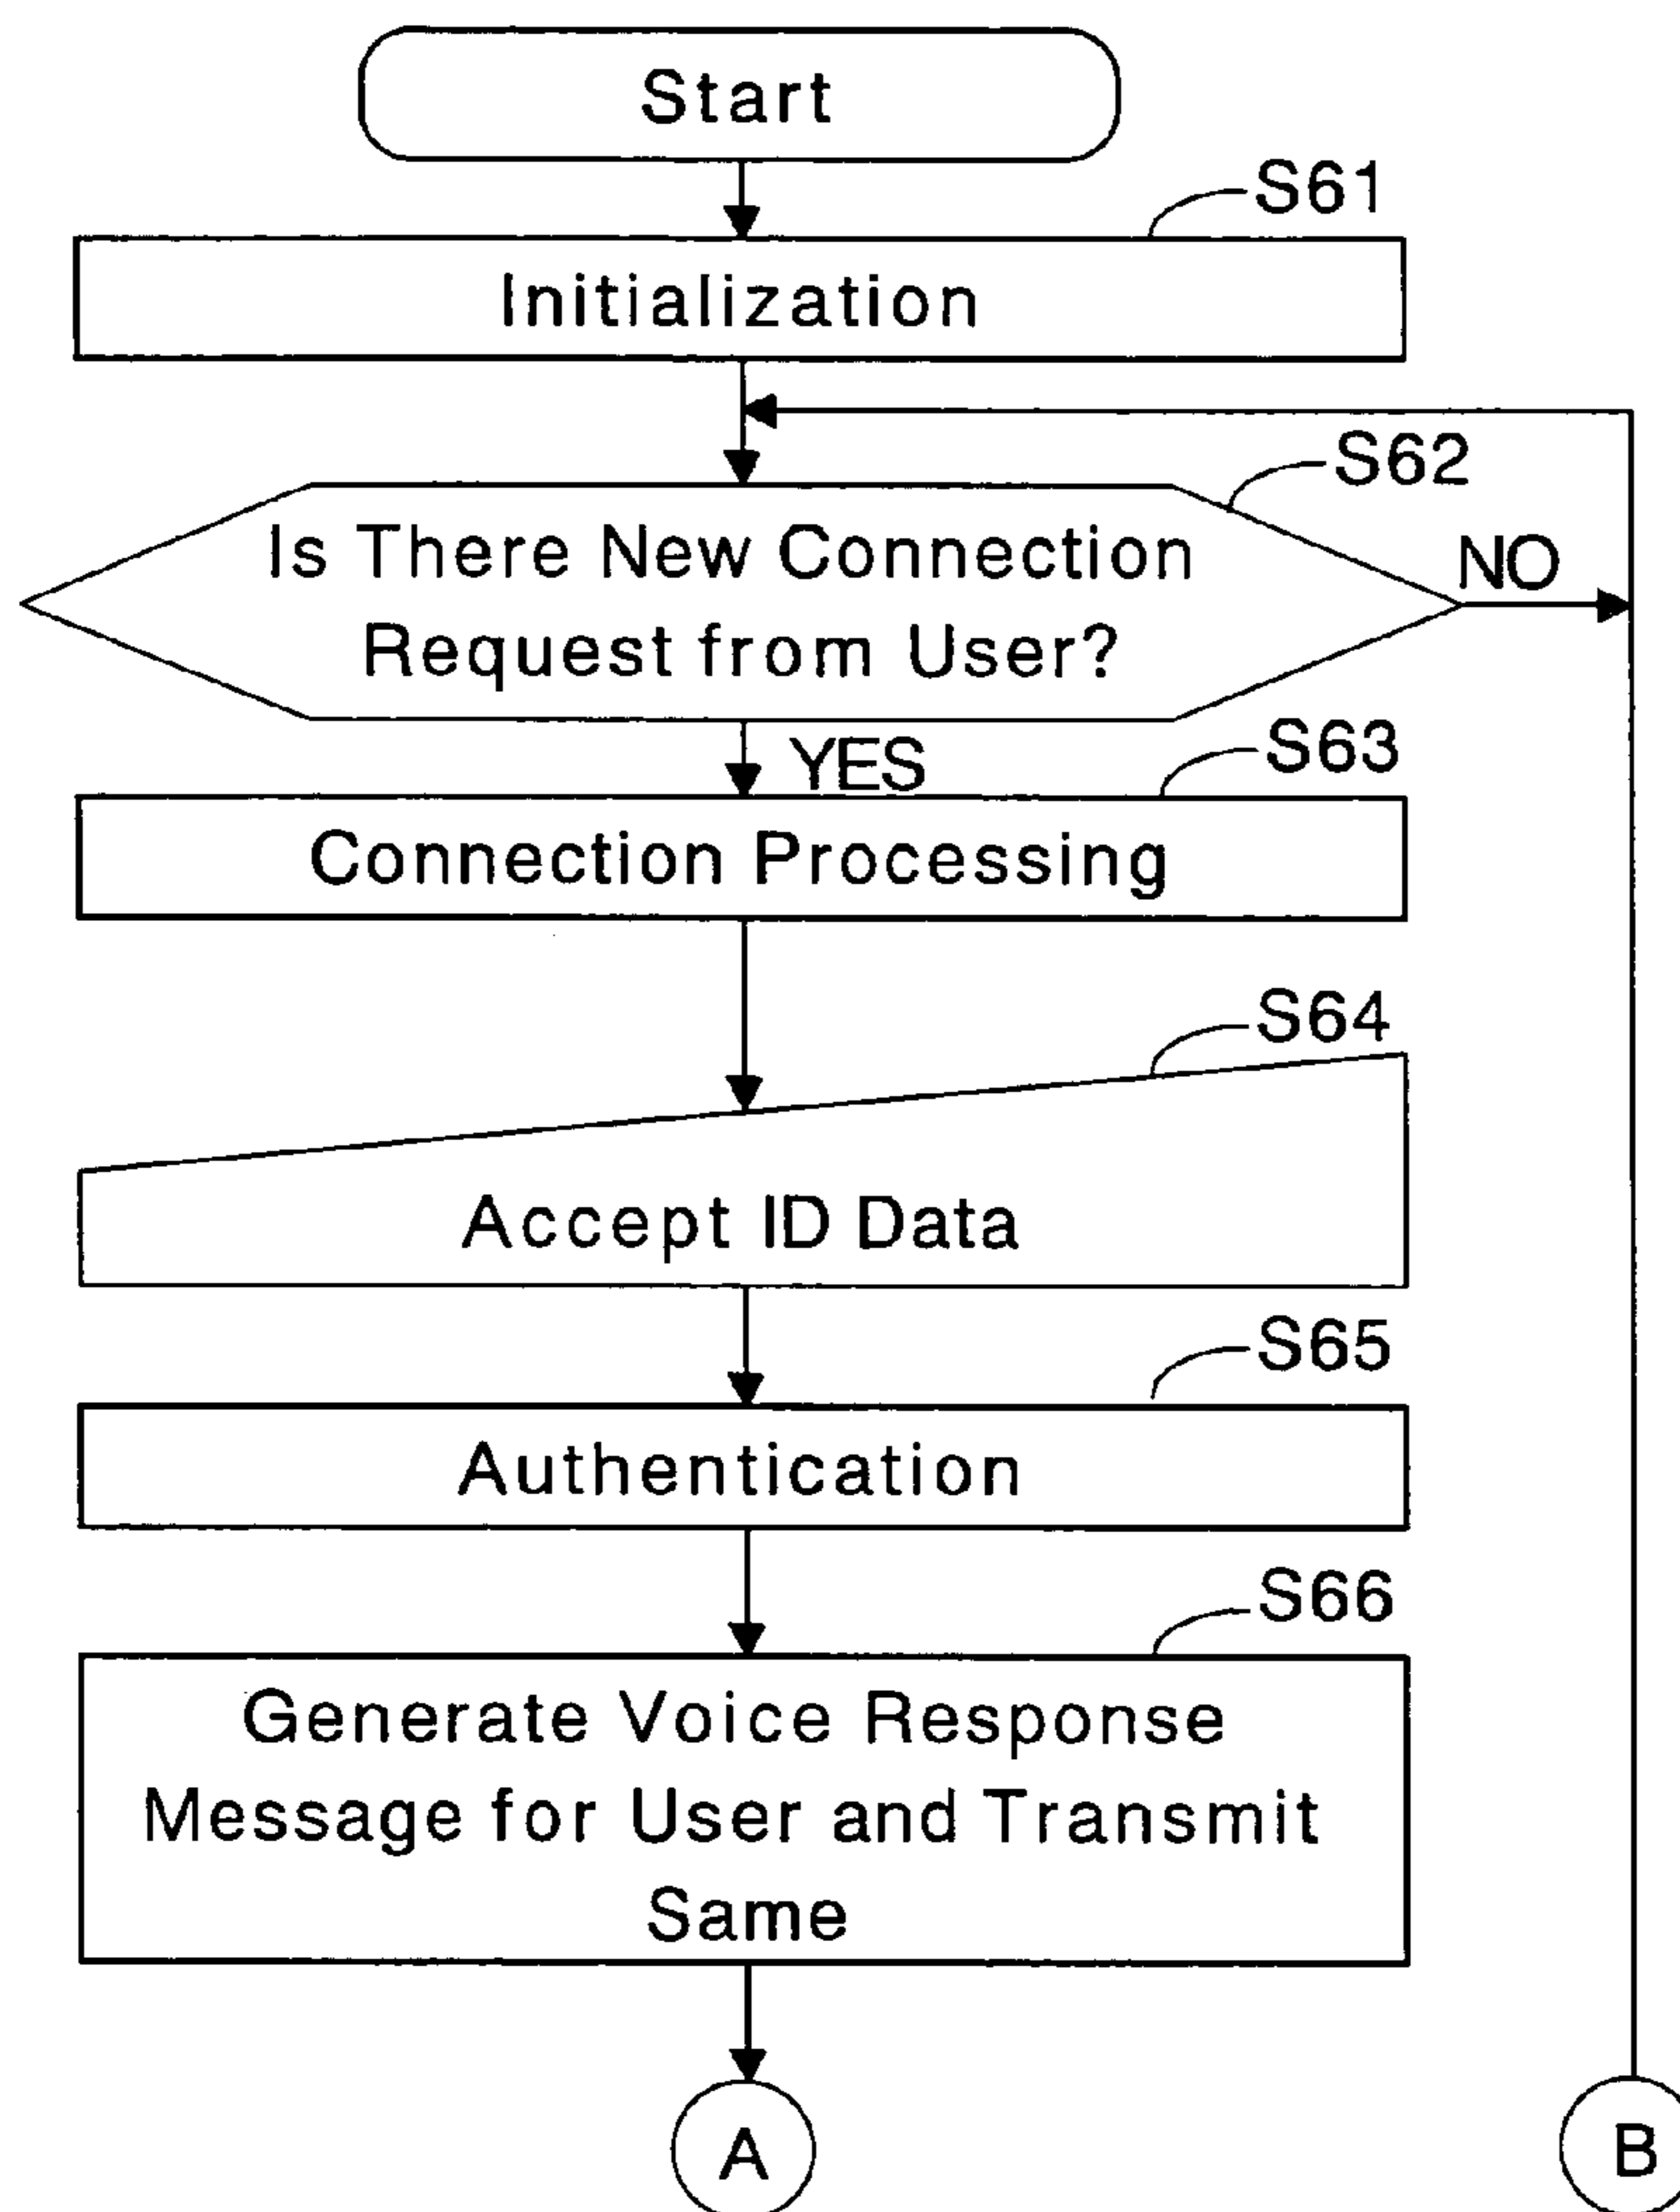 Start
S61
Initialization
S62
Is There New Connection
NO
Request from User?
YES
S63
Connection Processing
S64
Accept ID Data
S65
Authentication
S66
Generate Voice Response
Message for User and Transmit
Same
A
B